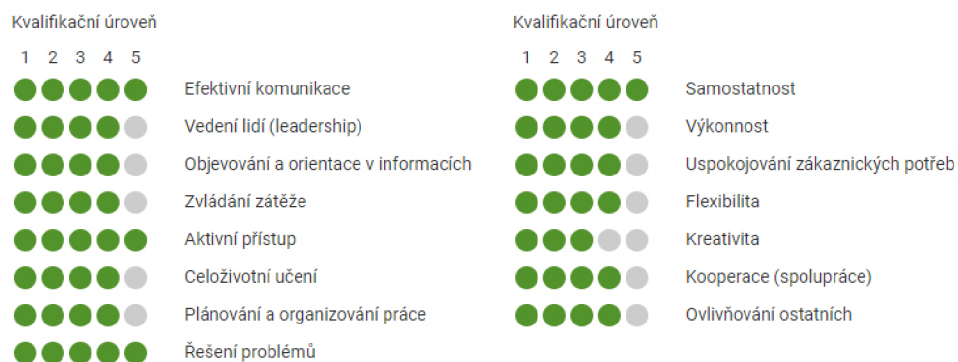 Kvalifikační úroveň
1 2 3 4 5
Efektivní komunikace
Vedení lidí (leadership)
Objevování a orientace v informacích
Zvládání zátěže
Aktivní přístup
Celoživotní učení
Plánování a organizování práce
Řešení problémů
Kvalifikační úroveň
1 2 3 4 5
Samostatnost
Výkonnost
Uspokojování zákaznických potřeb
Flexibilita
Kreativita
Kooperace (spolupráce)
Ovlivňování ostatních